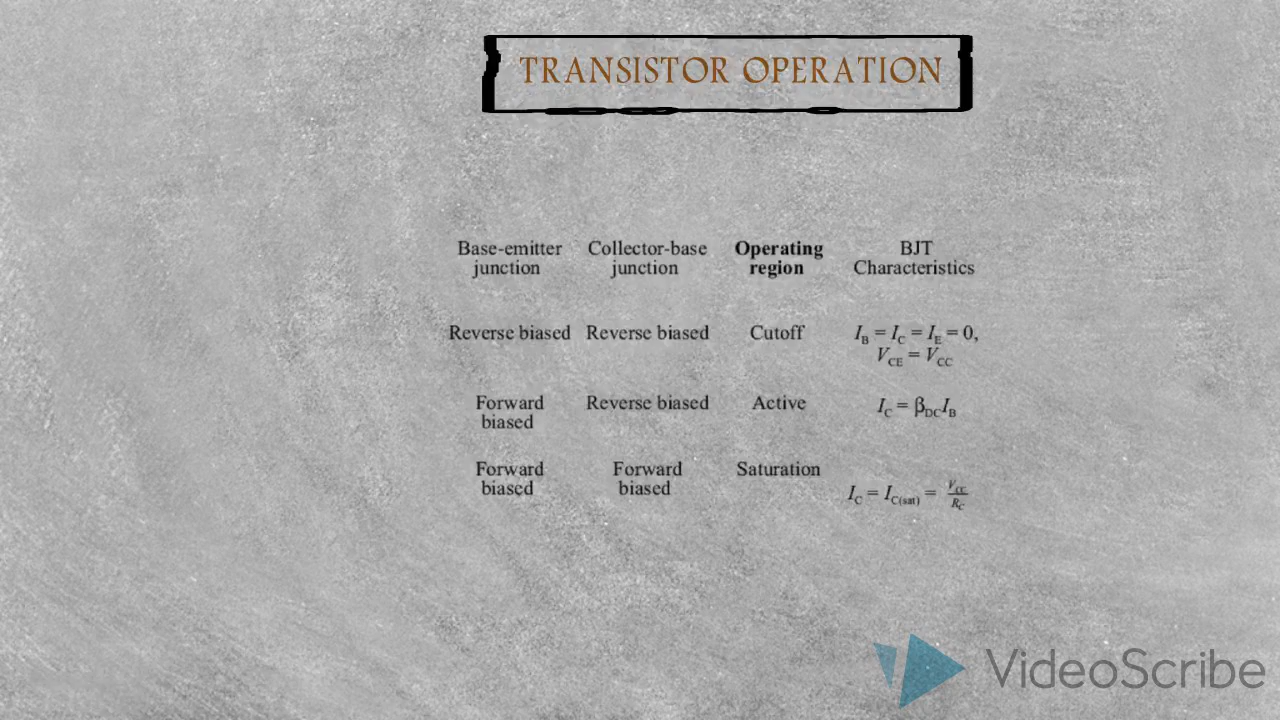 TRANSISTOR OPERATION
Base-emitter junction Collector-base junction Operating region BJT Characteristics
Reverse biased Reverse biased Cutoff I_B = I_C = I_E = 0,
V_CE = V_CC
Forward biased Reverse biased Active I_C = β_DC I_B
Forward biased Forward biased Saturation I_C = I_C(sat) = V_CC / R_C
VideoScribe